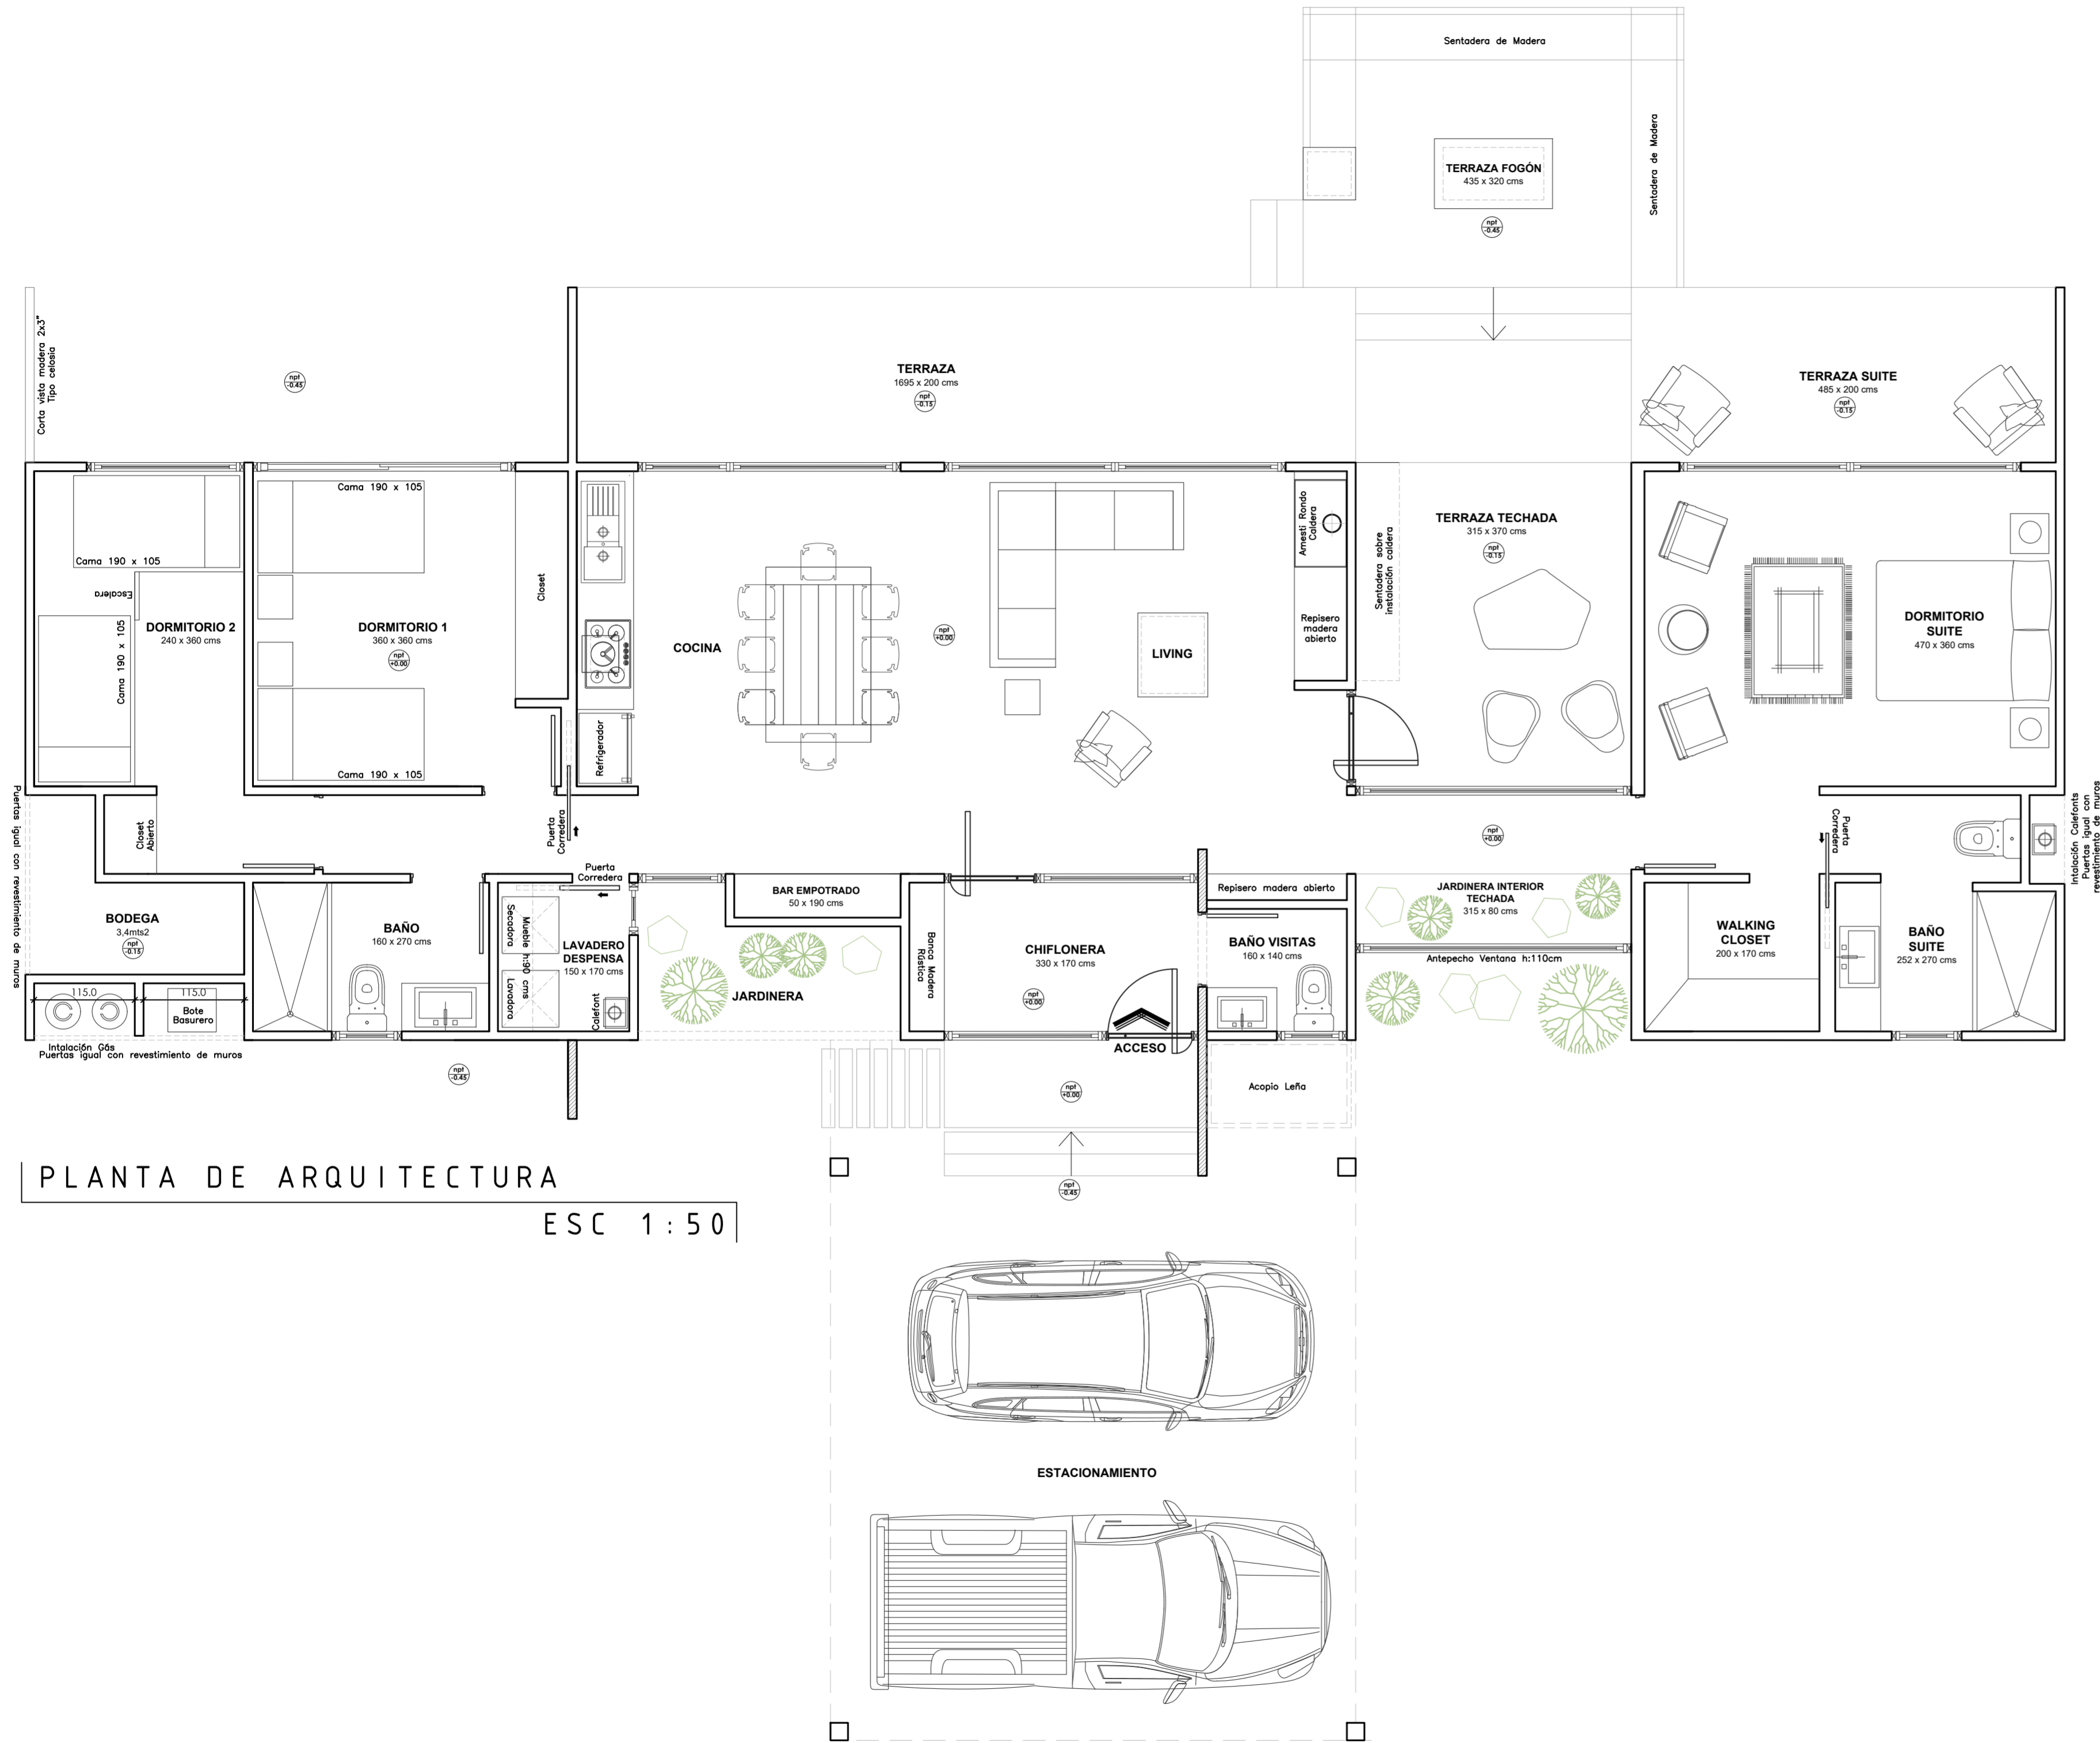 Sentadera de Madera
Sentadera de Madera
TERRAZA FOGÓN
435 x 320 cms
npt
-0.45
Corta vista madera 2x3"
Tipo celosia
npt
-0.45
TERRAZA
1695 x 200 cms
npt
-0.15
TERRAZA SUITE
485 x 200 cms
npt
-0.15
Cama 190 x 105
Cama 190 x 105
Escalera
Cama 190 x 105
DORMITORIO 2
240 x 360 cms
DORMITORIO 1
360 x 360 cms
npt
+0.00
Cama 190 x 105
Closet
COCINA
Refrigerador
npt
+0.00
LIVING
Amesti Rondo
Caldera
Repisero
madera
abierto
Sentadera sobre
instalación caldera
TERRAZA TECHADA
315 x 370 cms
npt
-0.15
DORMITORIO
SUITE
470 x 360 cms
Puertas igual con revestimiento de muros
Closet
Abierto
Puerta
Corredera
Puerta
Corredera
npt
+0.00
Puerta
Corredera
Intalación Calefonts
Puertas igual con
revestimiento de muros
BODEGA
3,4mts2
npt
-0.15
BAÑO
160 x 270 cms
Secadora
Mueble h:90 cms
Lavadora
LAVADERO
DESPENSA
150 x 170 cms
Calefont
BAR EMPOTRADO
50 x 190 cms
JARDINERA
Banca Madera
Rústica
CHIFLONERA
330 x 170 cms
npt
+0.00
ACCESO
Repisero madera abierto
BAÑO VISITAS
160 x 140 cms
JARDINERA INTERIOR
TECHADA
315 x 80 cms
Antepecho Ventana h:110cm
WALKING
CLOSET
200 x 170 cms
BAÑO
SUITE
252 x 270 cms
115.0
115.0
Bote
Basurero
Intalación Gás
Puertas igual con revestimiento de muros
npt
-0.45
npt
+0.00
Acopio Leña
npt
-0.45
PLANTA DE ARQUITECTURA
ESC 1:50
ESTACIONAMIENTO